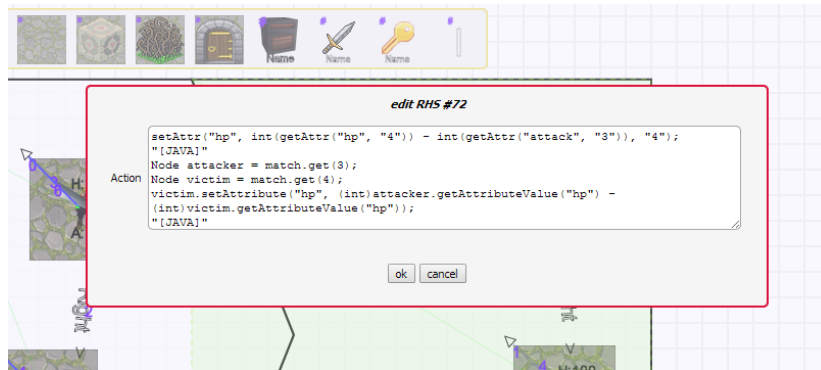 #
#
#
#
#
#
#
#
Name
Name
Name
edit RHS #72
Action
setAttr("hp", int(getAttr("hp", "4")) - int(getAttr("attack", "3")), "4");
"[JAVA]"
Node attacker = match.get(3);
Node victim = match.get(4);
victim.setAttribute("hp", (int)attacker.getAttributeValue("hp") -
(int)victim.getAttributeValue("hp"));
"[JAVA]"
ok cancel
H:
A:
1
4